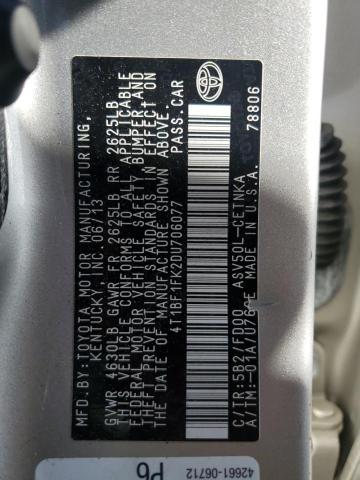 MFD.BY: TOYOTA MOTOR MANUFACTURING,
KENTUCKY, INC. 06/13
GVWR 4630LB GAWR FR 2625LB RR 2625LB
THIS VEHICLE CONFORMS TO ALL APPLICABLE
FEDERAL MOTOR VEHICLE SAFETY, BUMPER, AND
THEFT PREVENTION STANDARDS IN EFFECT ON
THE DATE OF MANUFACTURE SHOWN ABOVE.
4T1BF1FK2DU706077 PASS.CAR
C/TR: 5B2/FD00 ASV50L-CETNKA
A/TM: -01A/U760E MADE IN U.S.A.
78806
42661-06712
P6